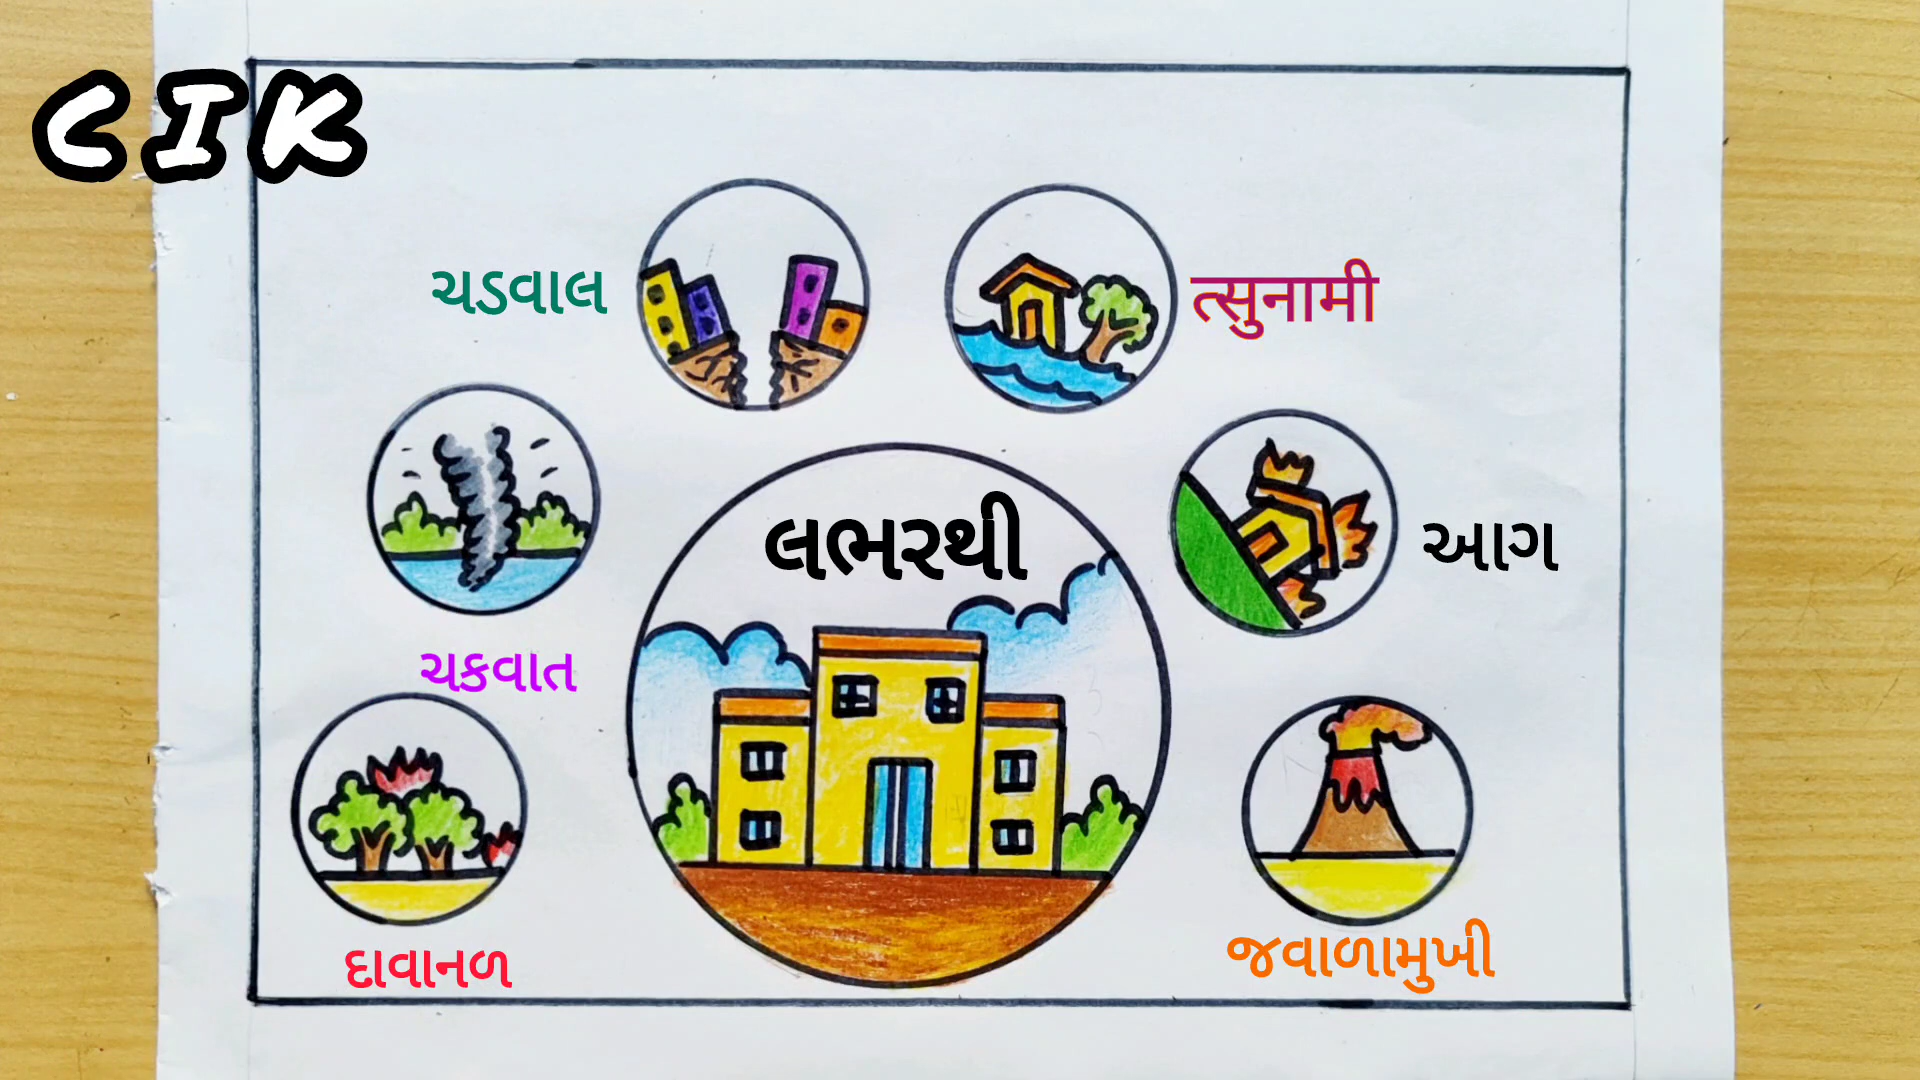 CIK
ચડવાલ
ત્સુનામી
ચકવાત
લભરથી
આગ
દાવાનળ
જવાળામુખી